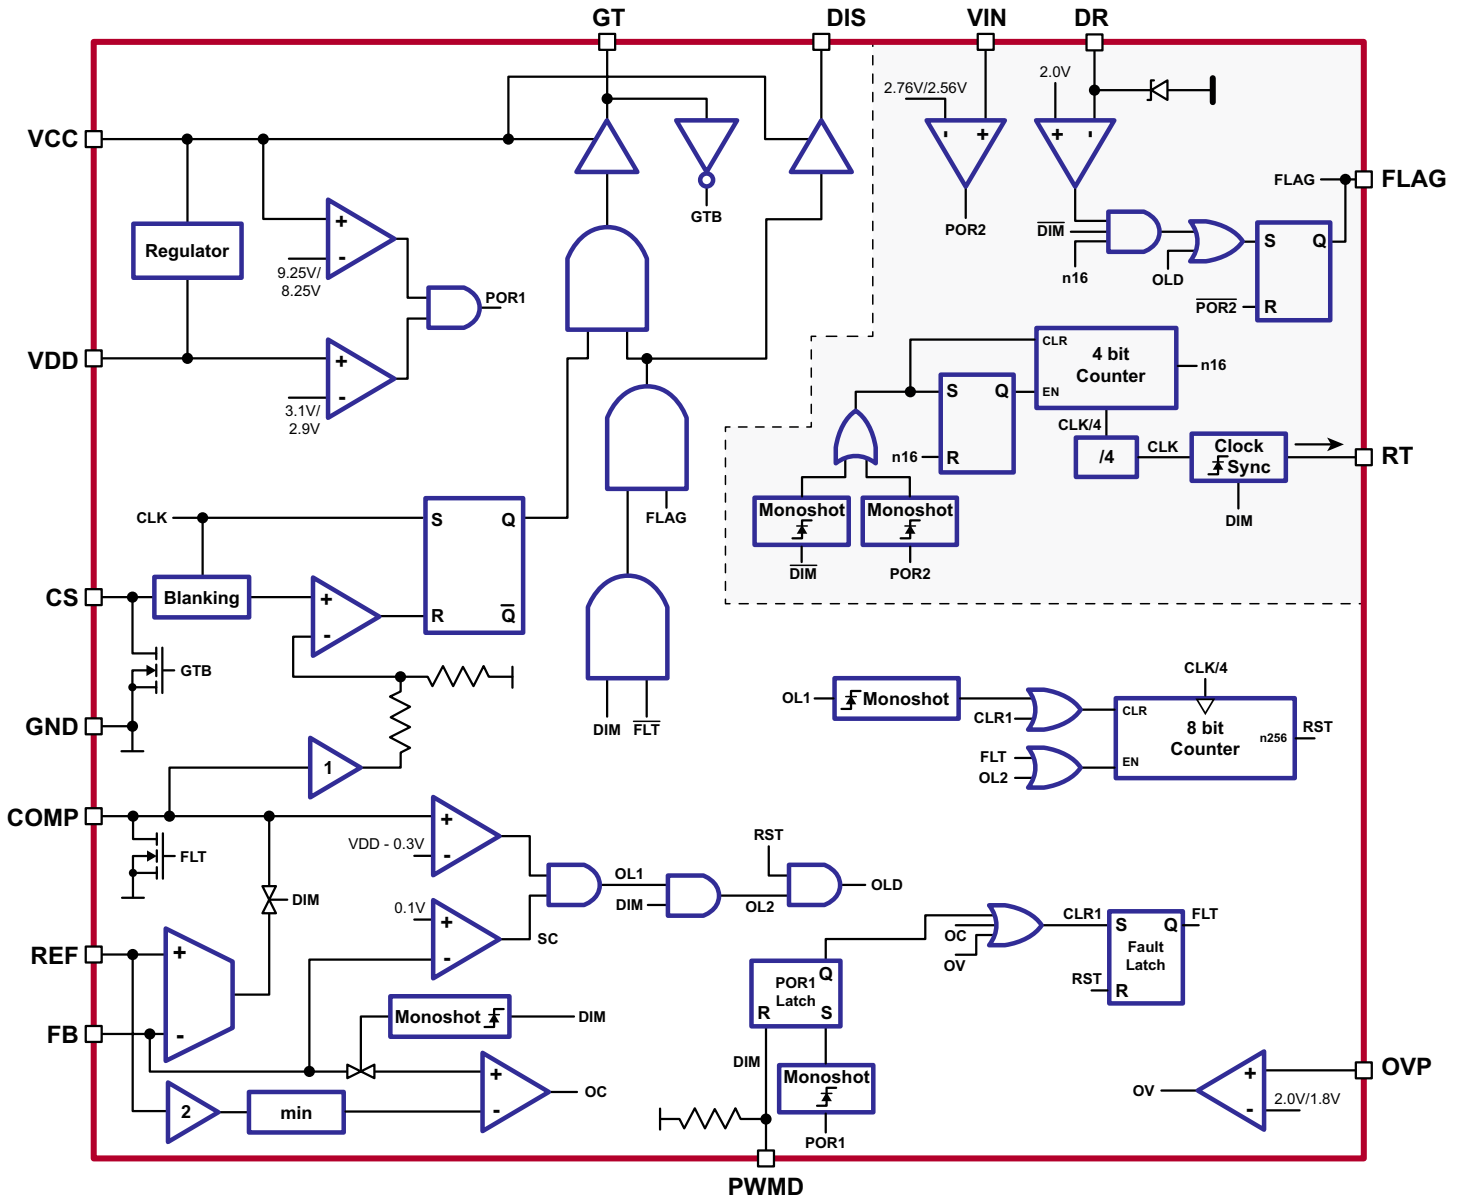 GT DIS VIN DR
2.76V/2.56V 2.0V
- + + -
VCC
GTB
POR2
FLAG FLAG
DIM
n16
OLD
S Q
POR2 R
Regulator
+
-
9.25V/
8.25V
POR1
VDD
+
-
3.1V/
2.9V
CLR
4 bit
Counter
n16
EN
S Q
n16 R
CLK/4
/4
CLK
Clock
Sync
RT
DIM
Monoshot Monoshot
DIM POR2
CLK
S Q
FLAG
CS
Blanking
+
-
R Q
GTB
GND
DIM FLT
1
OL1 Monoshot
CLR1
FLT
OL2
CLK/4
CLR
8 bit
Counter
n256
RST
EN
COMP
FLT
VDD - 0.3V
+
-
DIM
0.1V
+
-
SC
OL1
DIM
OL2
RST
OLD
REF
+
-
FB
Monoshot
DIM
+
-
OC
2
min
OC
OV
CLR1
S Q
FLT
Fault
Latch
RST
R
Q
POR1
Latch
R S
DIM
Monoshot
POR1
PWMD
OV
+
-
OVP
2.0V/1.8V